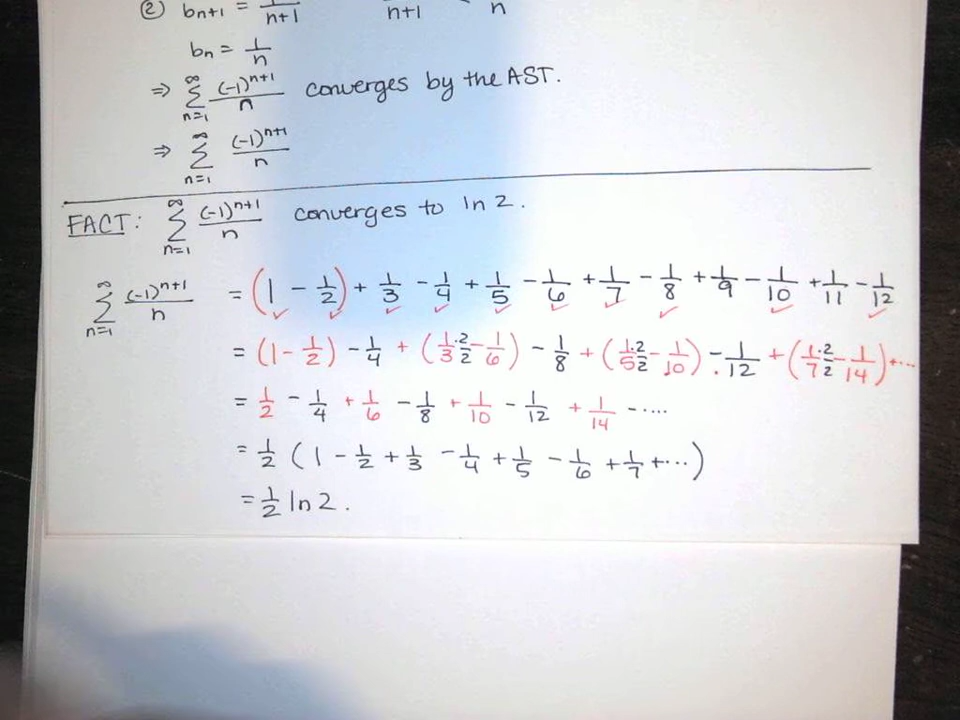 ② bₙ₊₁ = 1/(n+1) n+1 n
bₙ = 1/n
⇒ ∞ Σ n=1 (-1)^(n+1)/n converges by the AST.
⇒ ∞ Σ n=1 (-1)^(n+1)/n
FACT: ∞ Σ n=1 (-1)^(n+1)/n converges to ln 2.
∞ Σ n=1 (-1)^(n+1)/n = (1 - 1/2) + 1/3 - 1/4 + 1/5 - 1/6 + 1/7 - 1/8 + 1/9 - 1/10 + 1/11 - 1/12
= (1 - 1/2) - 1/4 + (1/3·2/2 - 1/6) - 1/8 + (1/5·2/2 - 1/10) - 1/12 + (1/7·2/2 - 1/14) + ...
= 1/2 - 1/4 + 1/6 - 1/8 + 1/10 - 1/12 + 1/14 - ....
= 1/2 (1 - 1/2 + 1/3 - 1/4 + 1/5 - 1/6 + 1/7 + ...)
= 1/2 ln 2.